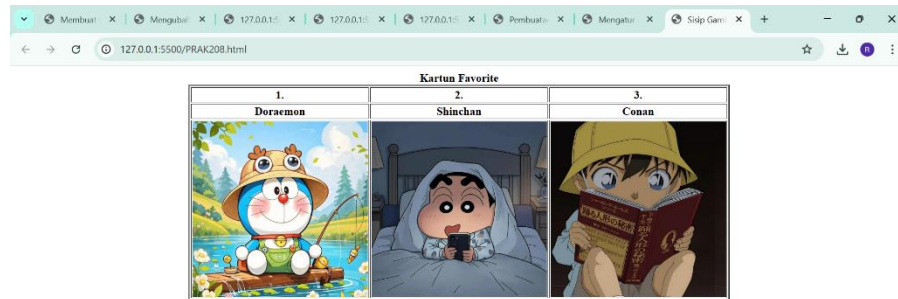 Membuat
Mengubah
127.0.0.1:5
127.0.0.1:5
127.0.0.1:5
Pembuatan
Mengatur
Sisip Gam
127.0.0.1:5500/PRAK208.html
R
Kartun Favorite
1. 2. 3.
Doraemon Shinchan Conan